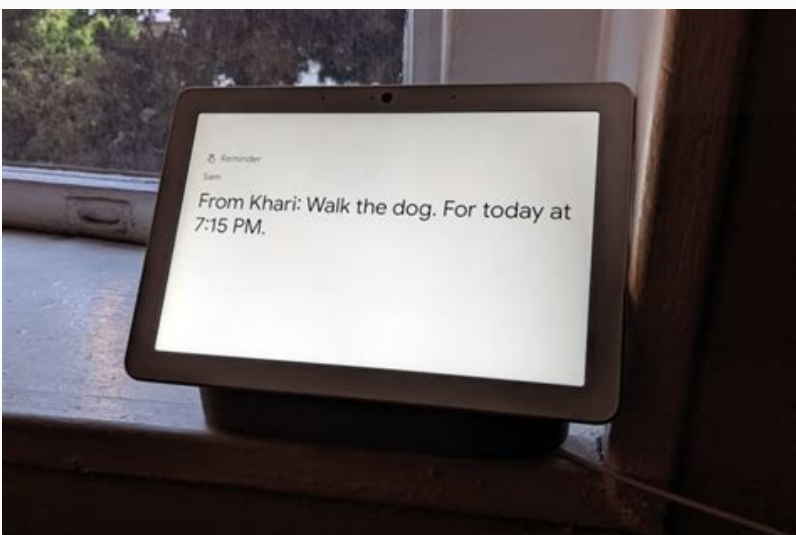 Reminder
Sam
From Khari: Walk the dog. For today at
7:15 PM.